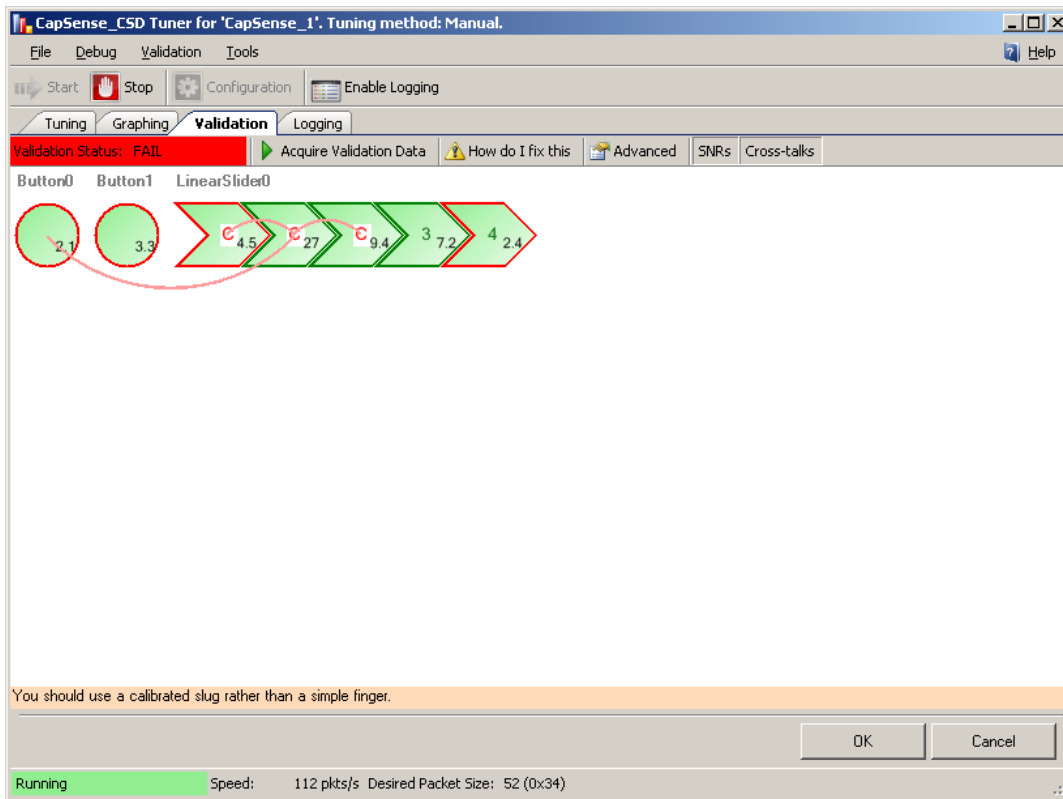 CapSense_CSD Tuner for 'CapSense_1'. Tuning method: Manual.
File Debug Validation Tools Help
Start Stop Configuration Enable Logging
Tuning Graphing Validation Logging
Validation Status: FAIL Acquire Validation Data How do I fix this Advanced SNRs Cross-talks
Button0 Button1 LinearSlider0
2.1 3.3 C 4.5 C 27 C 9.4 3 7.2 4 2.4
You should use a calibrated slug rather than a simple finger.
OK Cancel
Running Speed: 112 pkts/s Desired Packet Size: 52 (0x34)